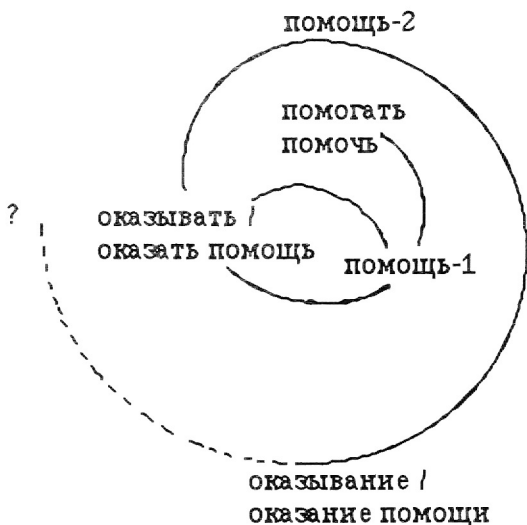 помощь-2
помогать
помочь
?
оказывать /
оказать помощь
помощь-1
оказывание /
оказание помощи